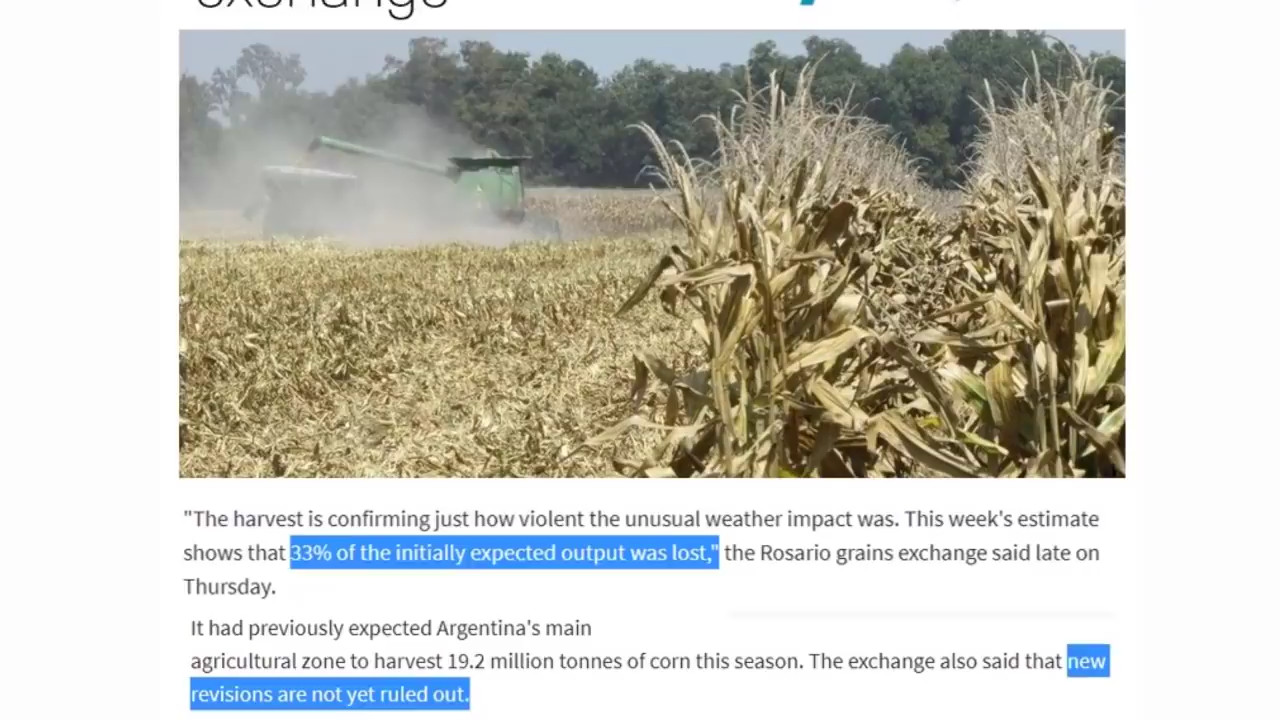 exchange
"The harvest is confirming just how violent the unusual weather impact was. This week's estimate
shows that 33% of the initially expected output was lost," the Rosario grains exchange said late on
Thursday.
It had previously expected Argentina's main
agricultural zone to harvest 19.2 million tonnes of corn this season. The exchange also said that new
revisions are not yet ruled out.